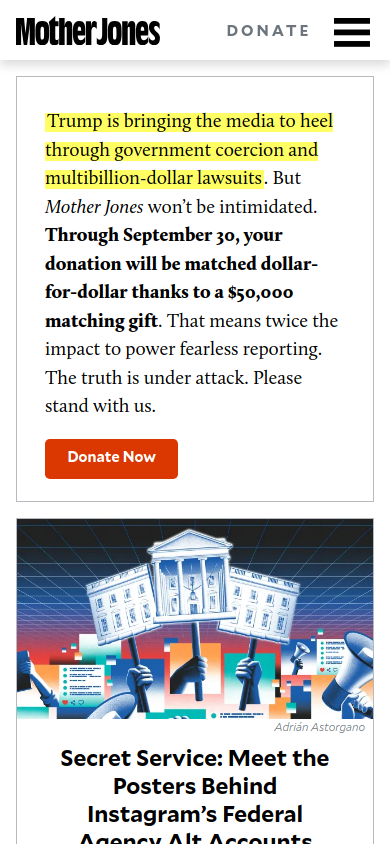 Mother Jones
DONATE
Trump is bringing the media to heel
through government coercion and
multibillion-dollar lawsuits. But
Mother Jones won’t be intimidated.
Through September 30, your
donation will be matched dollar-
for-dollar thanks to a $50,000
matching gift. That means twice the
impact to power fearless reporting.
The truth is under attack. Please
stand with us.
Donate Now
Adrián Astorgano
Secret Service: Meet the
Posters Behind
Instagram’s Federal
Agency Alt Accounts